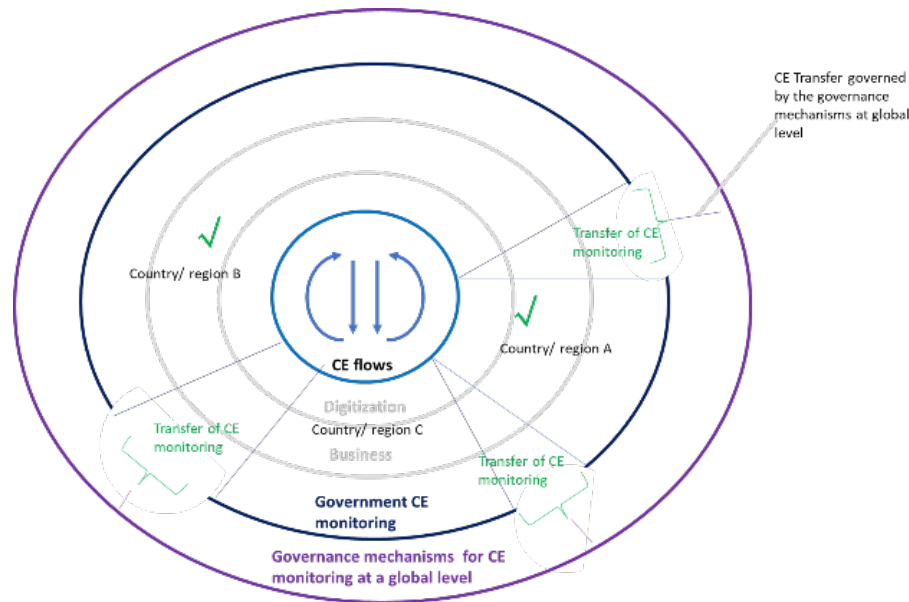 CE Transfer governed
by the governance
mechanisms at global
level
Transfer of CE
monitoring
Country/ region B
Country/ region A
CE flows
Digitization
Country/ region C
Business
Transfer of CE
monitoring
Transfer of CE
monitoring
Government CE
monitoring
Governance mechanisms for CE
monitoring at a global level